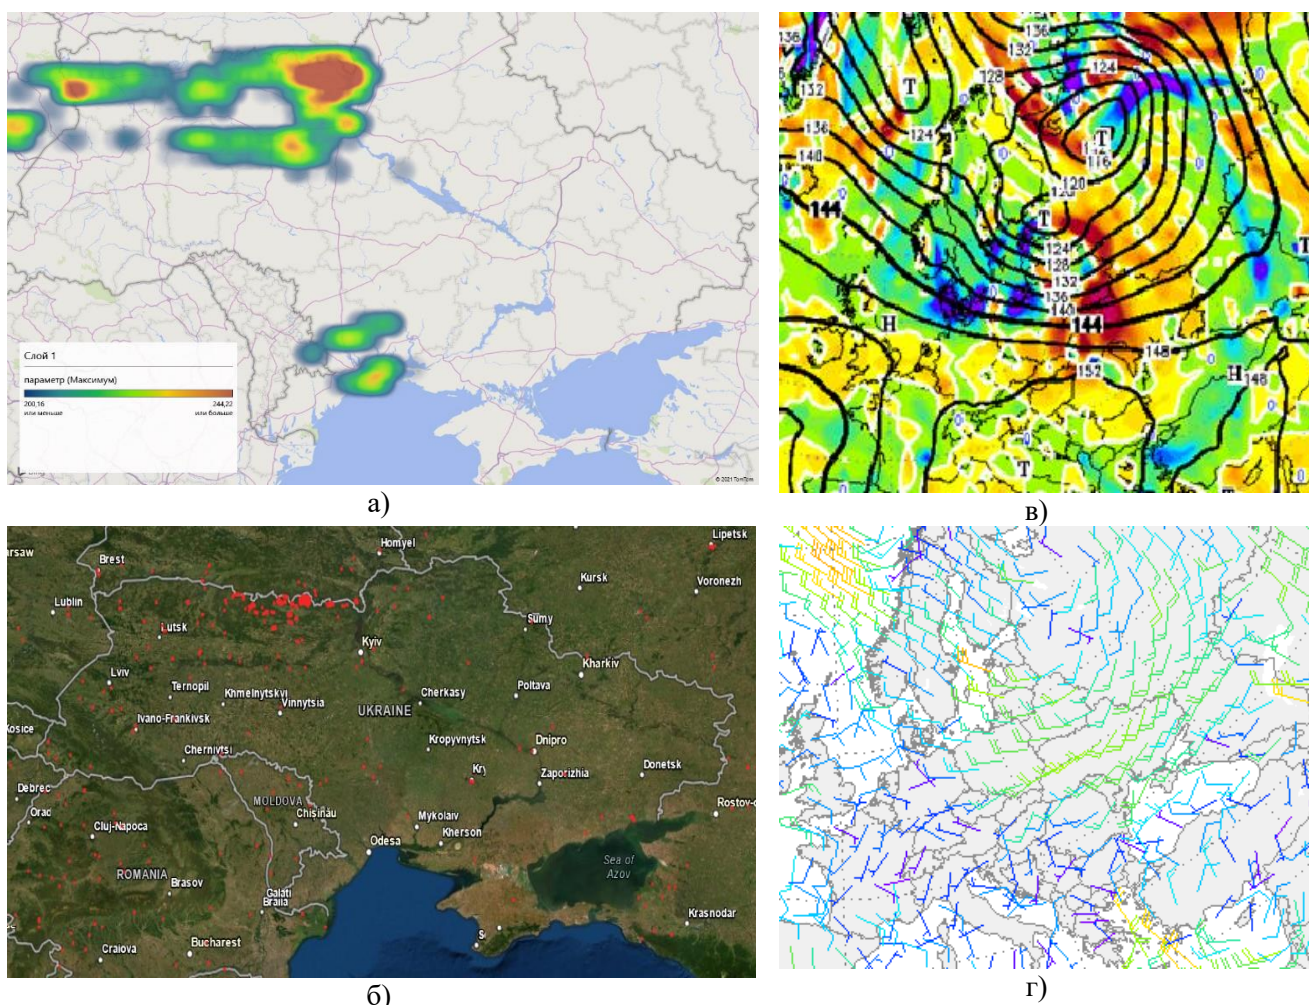 Слой 1
параметр (Максимум)
200,16
244,22
или меньше
или больше
© 2021 TomTom
а)
136
132
128
124
T
136
132
124
T
116
136
140
144
120
T
124
128
132
136
140
144
H
148
152
H
148
T
T
0
в)
Homyel
Lipetsk
arsaw
Brest
Kursk
Voronezh
Lublin
Lutsk
Sumy
Kyiv
Kharkiv
Lviv
Ternopil
Khmelnytskyi
Cherkasy
Poltava
Vinnytsia
UKRAINE
Ivano-Frankivsk
Kosice
Kropyvnytsk
Dnipro
Chernivtsi
Kry
Zaporizhia
Donetsk
Debrec
MOLDOVA
Rostov-o
Orad
Chișinău
Cluj-Napoca
Mykolaiv
Kherson
Odesa
Sea of
Azov
ROMANIA
Brasov
Galati
Braila
Krasnodar
Bucharest
Craiova
S
б)
г)